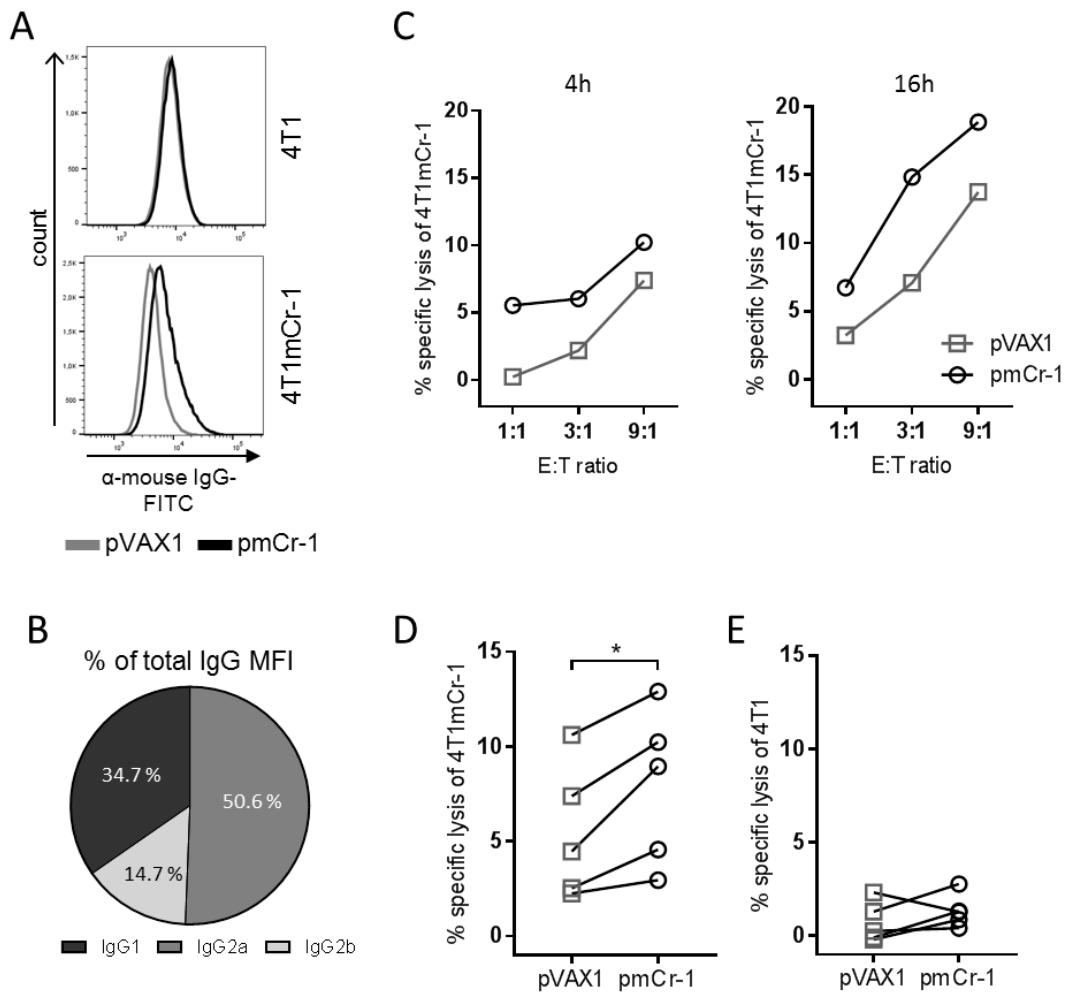 A
1,5K
1,0K
500
0
10³
10⁴
10⁵
4T1
count
2,5K
2,0K
1,5K
1,0K
500
0
10³
10⁴
10⁵
4T1mCr-1
α-mouse IgG-
FITC
pVAX1 pmCr-1
B
% of total IgG MFI
34.7 %
50.6 %
14.7 %
IgG1 IgG2a IgG2b
C
4h
% specific lysis of 4T1mCr-1
20
15
10
5
0
1:1 3:1 9:1
E:T ratio
16h
% specific lysis of 4T1mCr-1
20
15
10
5
0
pVAX1
pmCr-1
1:1 3:1 9:1
E:T ratio
D
% specific lysis of 4T1mCr-1
15
10
5
0
*
pVAX1 pmCr-1
E
% specific lysis of 4T1
15
10
5
0
pVAX1 pmCr-1